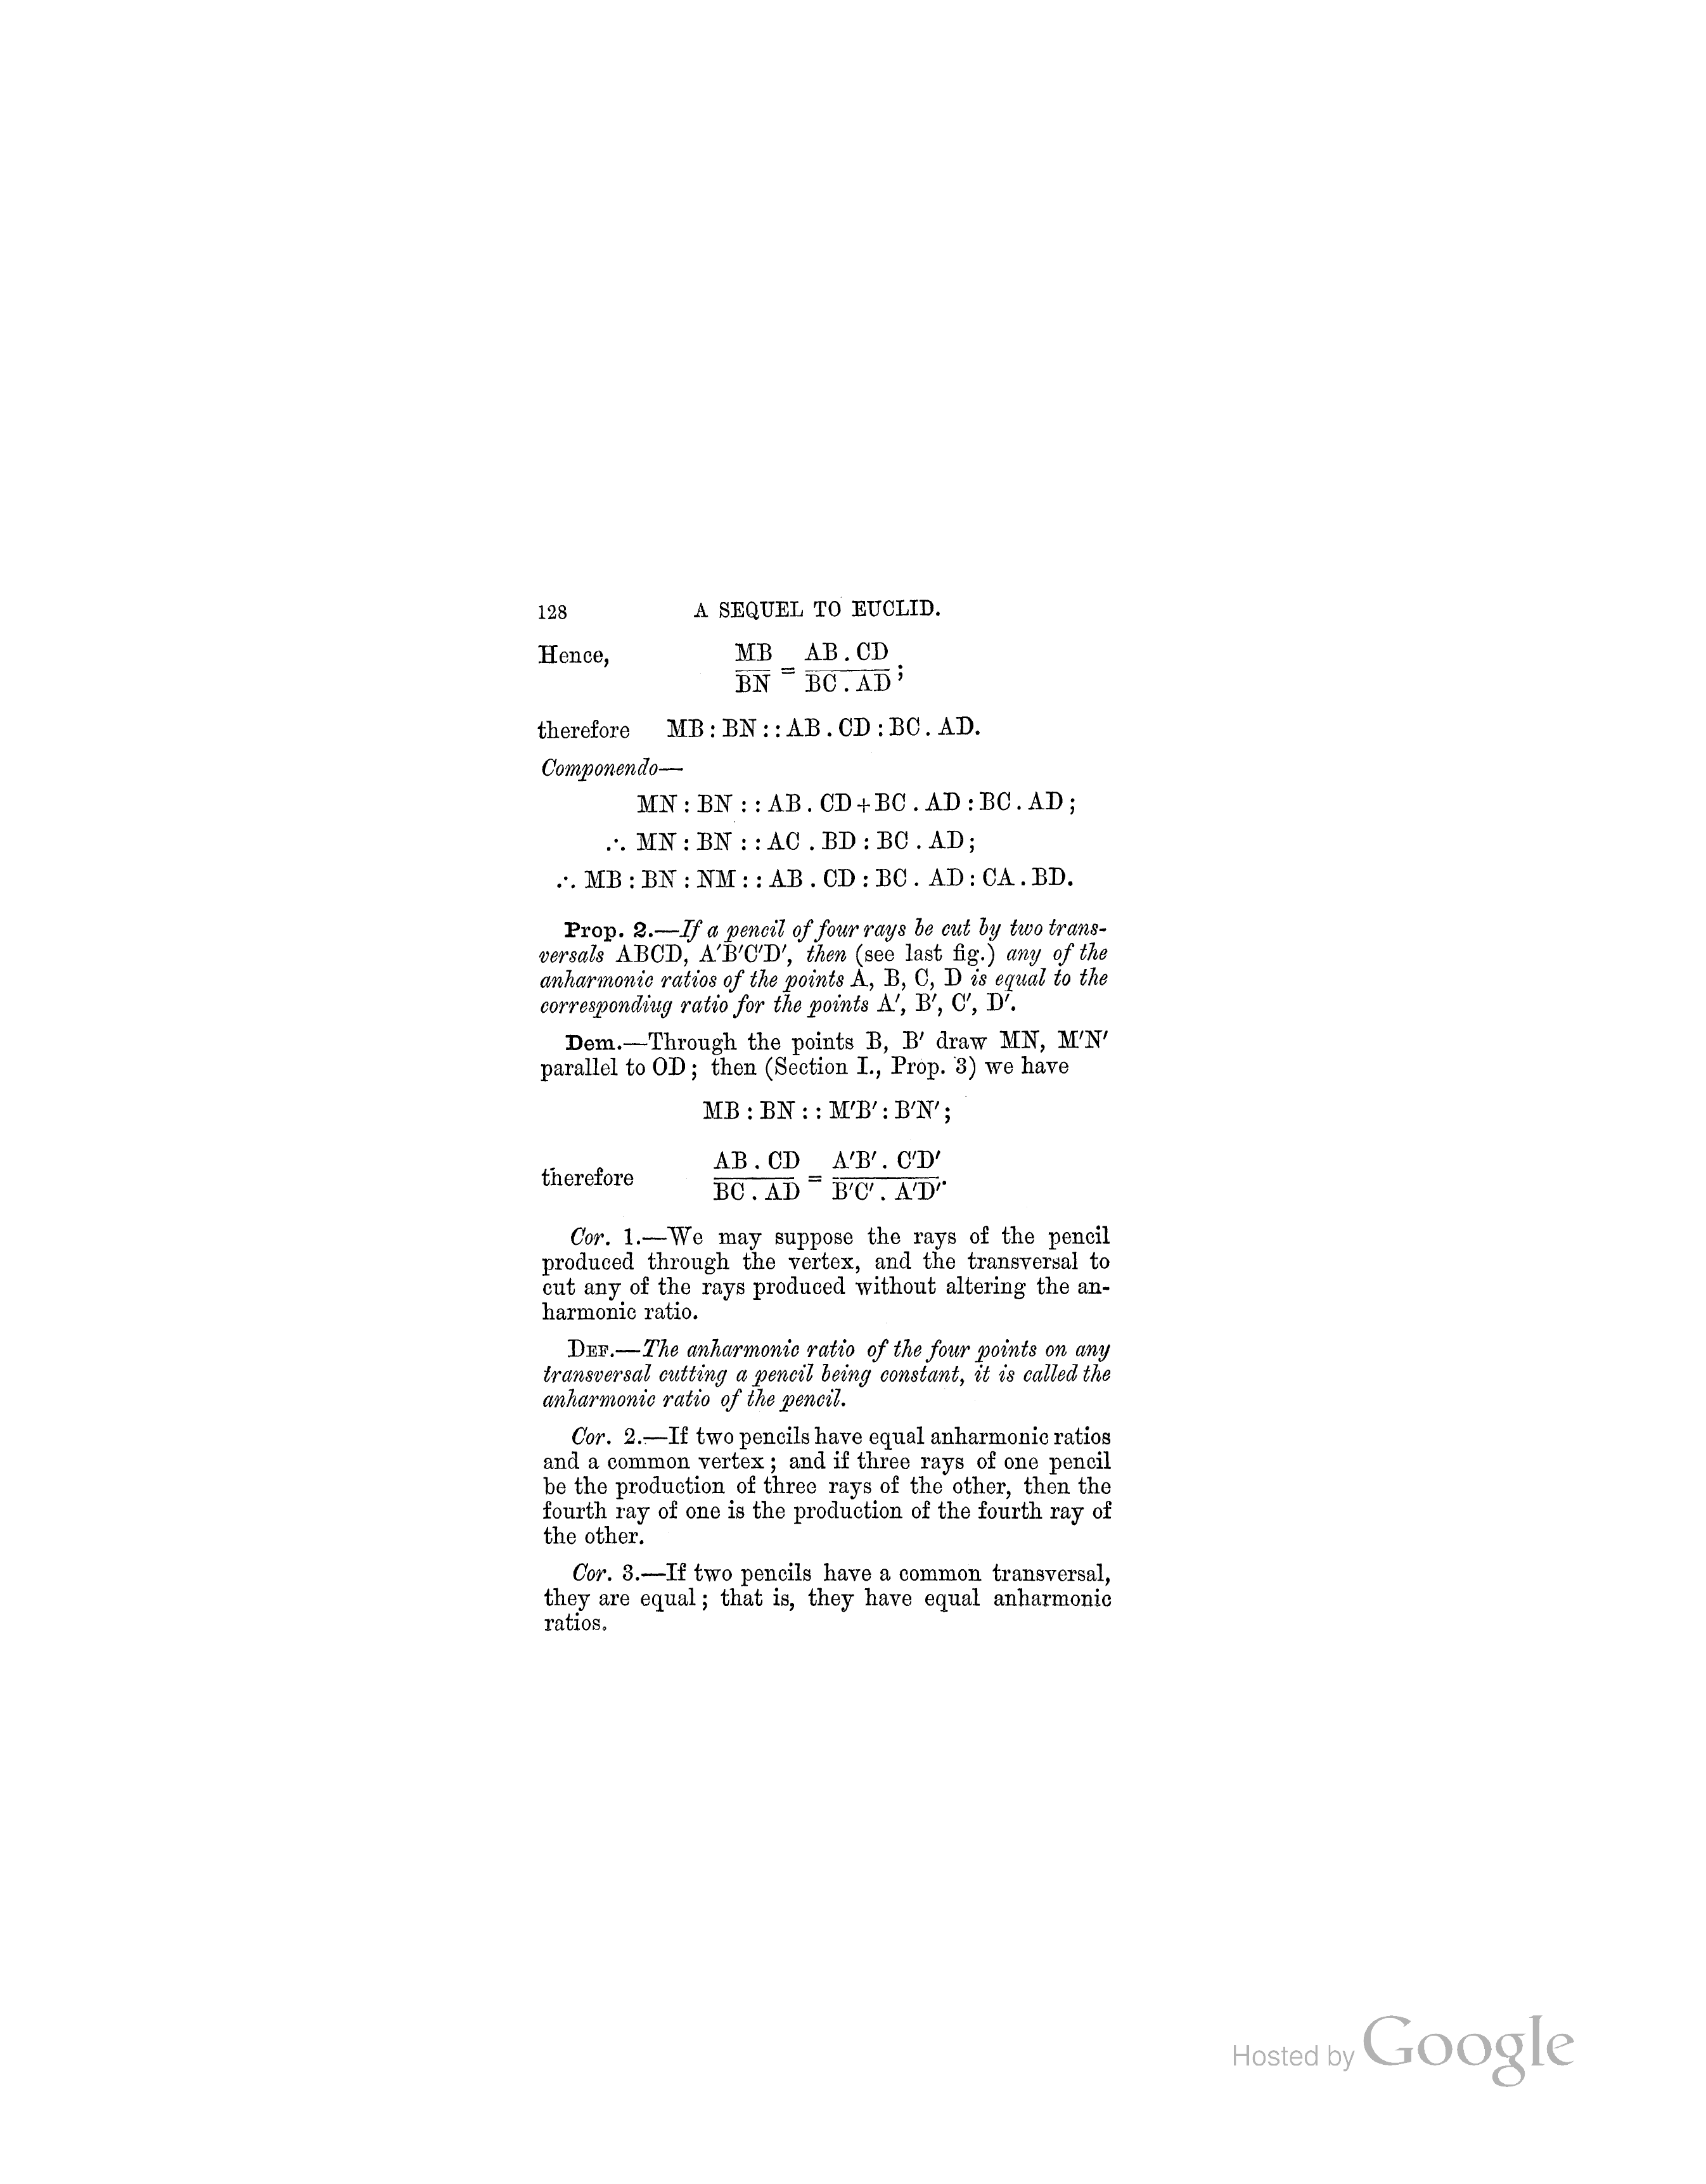 128 A SEQUEL TO EUCLID.
Hence, MB/BN = AB . CD/BC . AD;
therefore MB : BN : : AB . CD : BC . AD.
Componendo—
MN : BN : : AB . CD + BC . AD : BC . AD ;
∴ MN : BN : : AC . BD : BC . AD ;
∴ MB : BN : NM : : AB . CD : BC . AD : CA . BD.
Prop. 2.—If a pencil of four rays be cut by two trans-
versals ABCD, A′B′C′D′, then (see last fig.) any of the
anharmonic ratios of the points A, B, C, D is equal to the
correspondiug ratio for the points A′, B′, C′, D′.
Dem.—Through the points B, B′ draw MN, M′N′
parallel to OD ; then (Section I., Prop. 3) we have
MB : BN : : M′B′ : B′N′ ;
therefore AB . CD/BC . AD = A′B′ . C′D′/B′C′ . A′D′.
Cor. 1.—We may suppose the rays of the pencil
produced through the vertex, and the transversal to
cut any of the rays produced without altering the an-
harmonic ratio.
DEF.—The anharmonic ratio of the four points on any
transversal cutting a pencil being constant, it is called the
anharmonic ratio of the pencil.
Cor. 2.—If two pencils have equal anharmonic ratios
and a common vertex ; and if three rays of one pencil
be the production of three rays of the other, then the
fourth ray of one is the production of the fourth ray of
the other.
Cor. 3.—If two pencils have a common transversal,
they are equal ; that is, they have equal anharmonic
ratios.
Hosted by Google